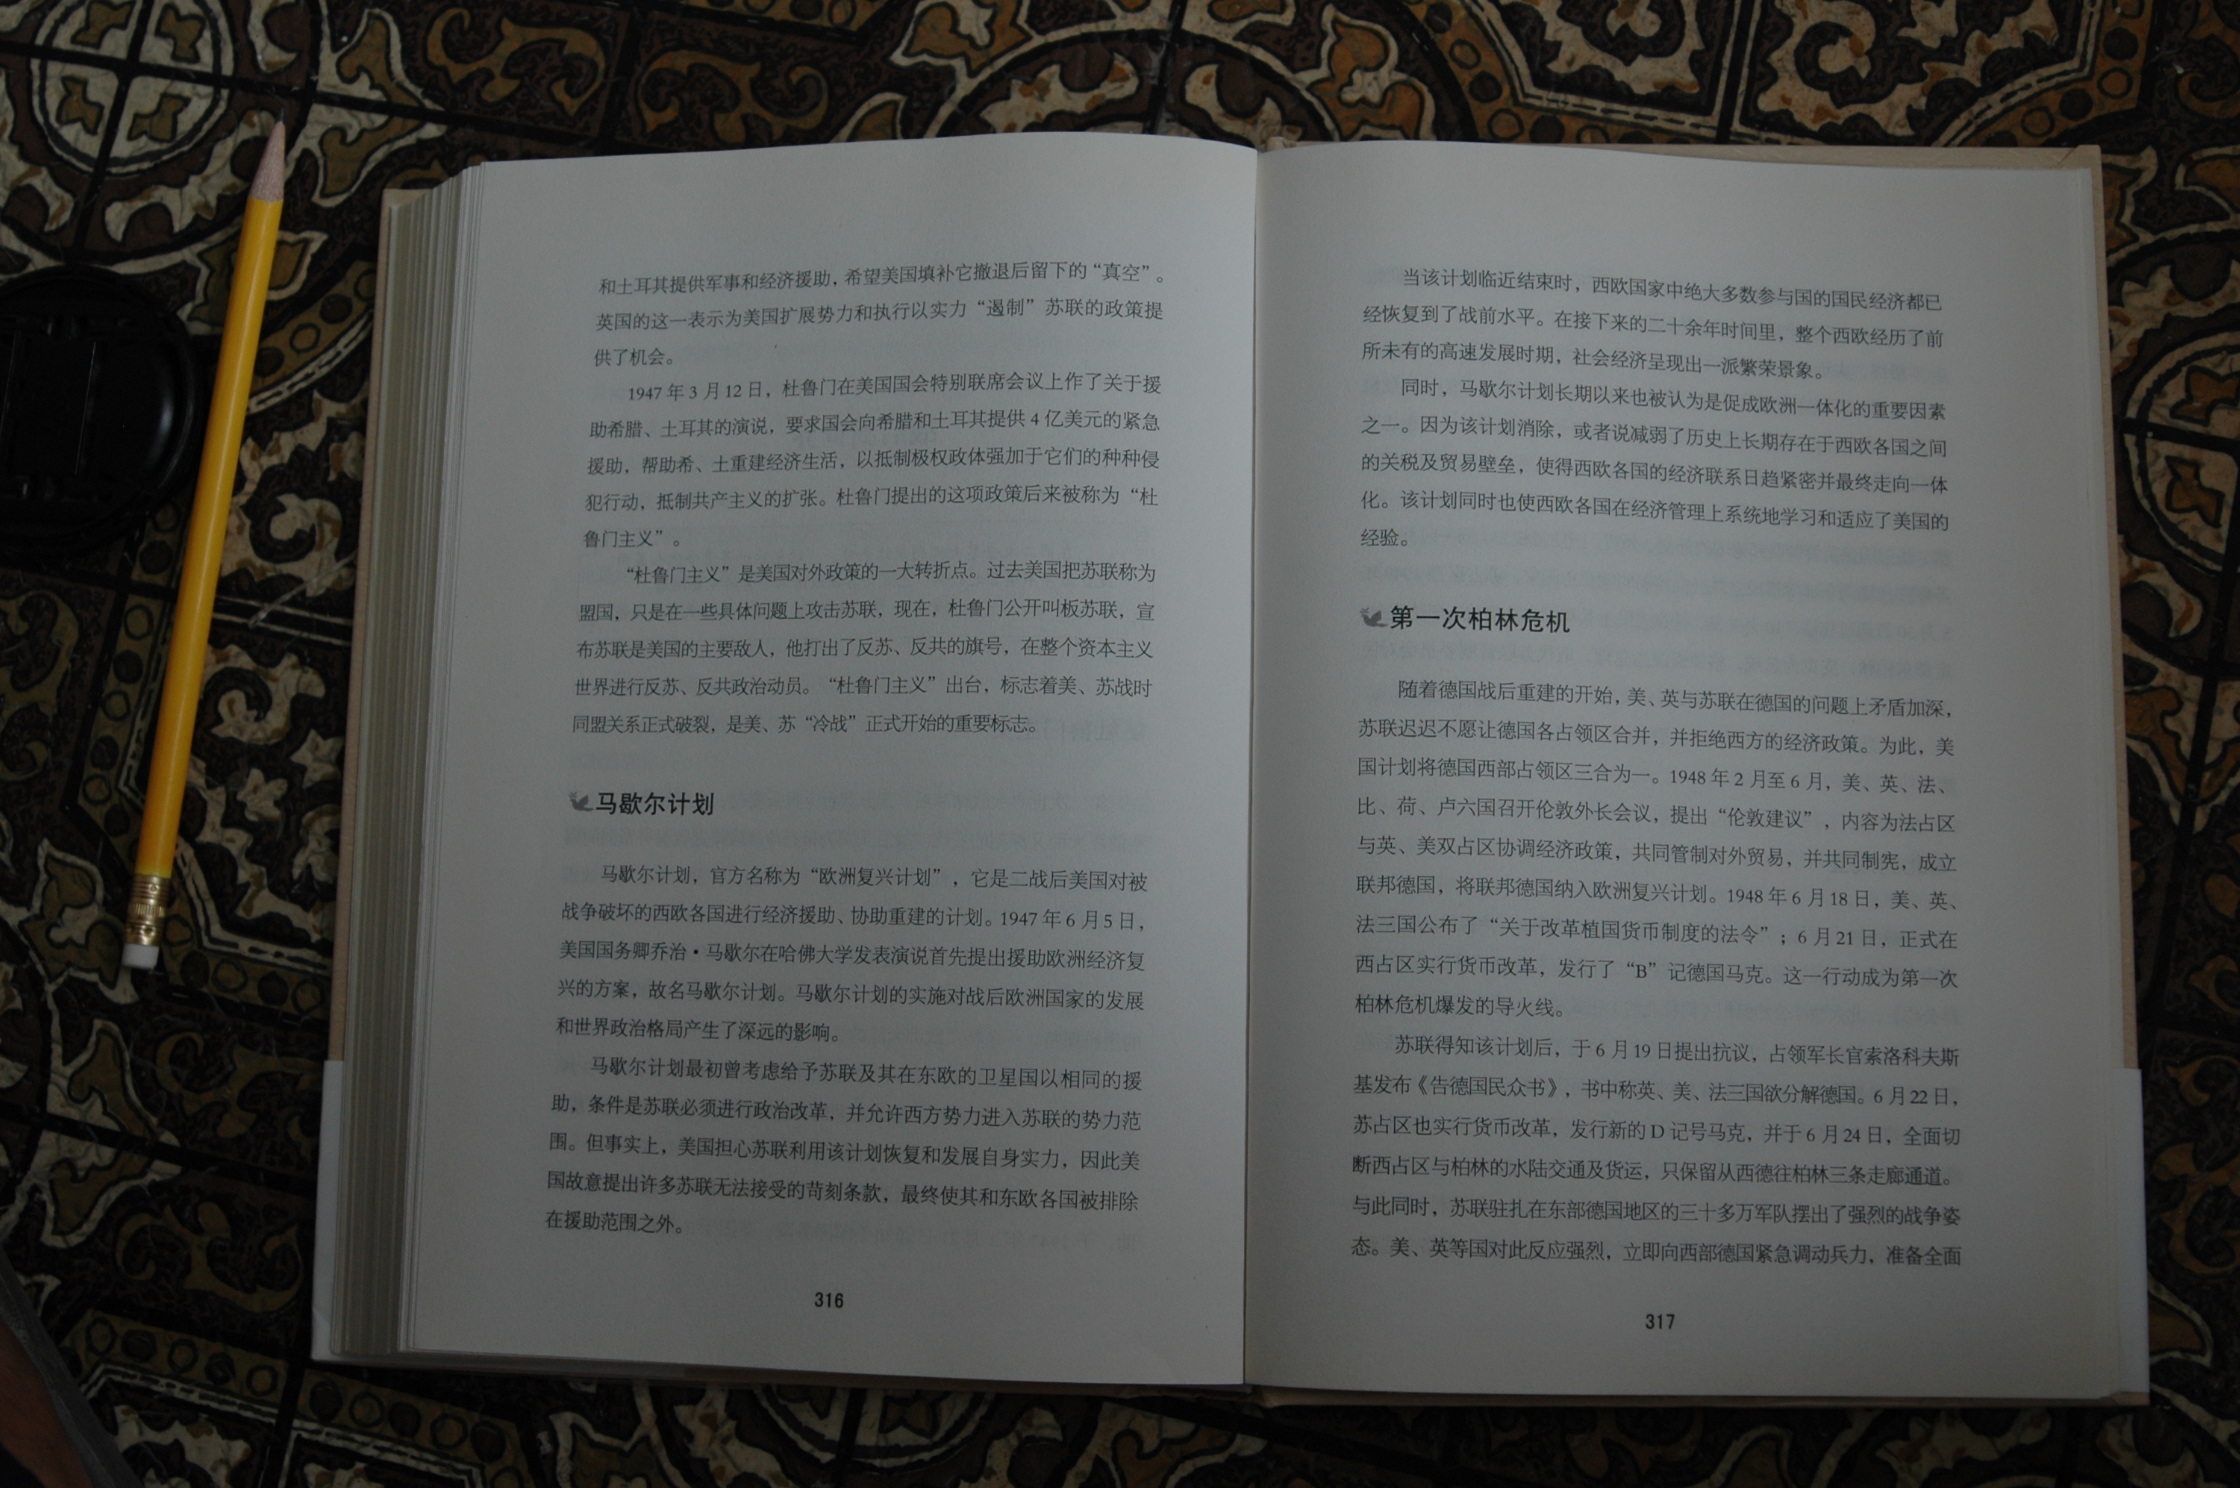 和土耳其提供军事和经济援助，希望美国填补它撤退后留下的“真空”。
英国的这一表示为美国扩展势力和执行以实力“遏制”苏联的政策提
供了机会。
1947年3月12日，杜鲁门在美国国会特别联席会议上作了关于援
助希腊、土耳其的演说，要求国会向希腊和土耳其提供4亿美元的紧急
援助，帮助希、土重建经济生活，以抵制极权政体强加于它们的种种侵
犯行动，抵制共产主义的扩张。杜鲁门提出的这项政策后来被称为“杜
鲁门主义”。
“杜鲁门主义”是美国对外政策的一大转折点。过去美国把苏联称为
盟国，只是在一些具体问题上攻击苏联，现在，杜鲁门公开叫板苏联，宣
布苏联是美国的主要敌人，他打出了反苏、反共的旗号，在整个资本主义
世界进行反苏、反共政治动员。“杜鲁门主义”出台，标志着美、苏战时
同盟关系正式破裂，是美、苏“冷战”正式开始的重要标志。
马歇尔计划
马歇尔计划，官方名称为“欧洲复兴计划”，它是二战后美国对被
战争破坏的西欧各国进行经济援助、协助重建的计划。1947年6月5日，
美国国务卿乔治·马歇尔在哈佛大学发表演说首先提出援助欧洲经济复
兴的方案，故名马歇尔计划。马歇尔计划的实施对战后欧洲国家的发展
和世界政治格局产生了深远的影响。
马歇尔计划最初曾考虑给予苏联及其在东欧的卫星国以相同的援
助，条件是苏联必须进行政治改革，并允许西方势力进入苏联的势力范
围。但事实上，美国担心苏联利用该计划恢复和发展自身实力，因此美
国故意提出许多苏联无法接受的苛刻条款，最终使其和东欧各国被排除
在援助范围之外。
316
当该计划临近结束时，西欧国家中绝大多数参与国的国民经济都已
经恢复到了战前水平。在接下来的二十余年时间里，整个西欧经历了前
所未有的高速发展时期，社会经济呈现出一派繁荣景象。
同时，马歇尔计划长期以来也被认为是促成欧洲一体化的重要因素
之一。因为该计划消除，或者说减弱了历史上长期存在于西欧各国之间
的关税及贸易壁垒，使得西欧各国的经济联系日趋紧密并最终走向一体
化。该计划同时也使西欧各国在经济管理上系统地学习和适应了美国的
经验。
第一次柏林危机
随着德国战后重建的开始，美、英与苏联在德国的问题上矛盾加深，
苏联迟迟不愿让德国各占领区合并，并拒绝西方的经济政策。为此，美
国计划将德国西部占领区三合为一。1948年2月至6月，美、英、法、
比、荷、卢六国召开伦敦外长会议，提出“伦敦建议”，内容为法占区
与英、美双占区协调经济政策，共同管制对外贸易，并共同制宪，成立
联邦德国，将联邦德国纳入欧洲复兴计划。1948年6月18日，美、英、
法三国公布了“关于改革植国货币制度的法令”；6月21日，正式在
西占区实行货币改革，发行了“B”记德国马克。这一行动成为第一次
柏林危机爆发的导火线。
苏联得知该计划后，于6月19日提出抗议，占领军长官索洛科夫斯
基发布《告德国民众书》，书中称英、美、法三国欲分解德国。6月22日，
苏占区也实行货币改革，发行新的D记号马克，并于6月24日，全面切
断西占区与柏林的水陆交通及货运，只保留从西德往柏林三条走廊通道。
与此同时，苏联驻扎在东部德国地区的三十多万军队摆出了强烈的战争姿
态。美、英等国对此反应强烈，立即向西部德国紧急调动兵力，准备全面
317